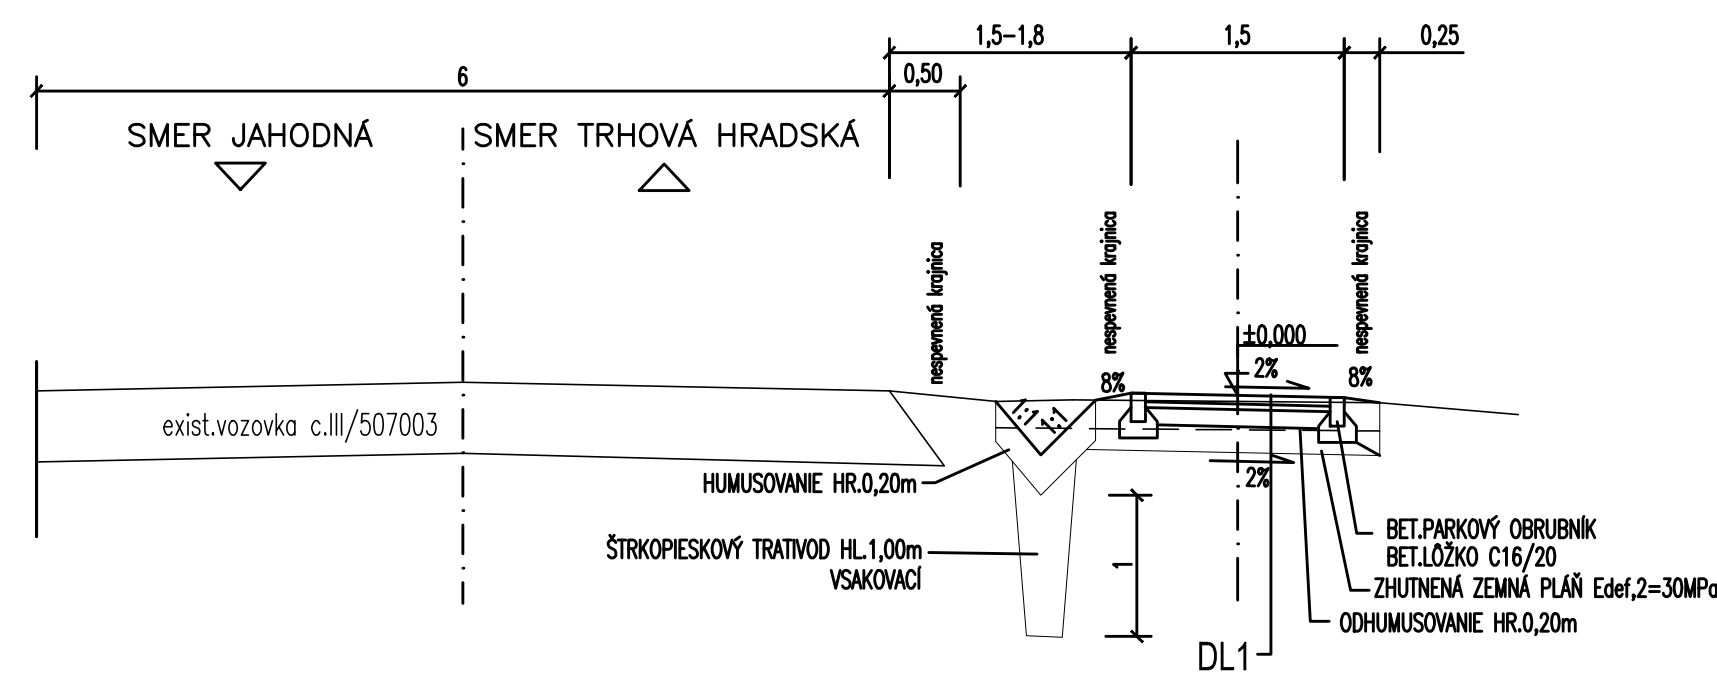 1,5-1,8
1,5
0,25
6
0,50
SMER JAHODNÁ
SMER TRHOVÁ HRADSKÁ
nespevnená krajnica
nespevnená krajnica
nespevnená krajnica
±0,000
2%
8%
8%
1:1
1:1
exist.vozovka c.III/507003
2%
HUMUSOVANIE HR.0,20m
ŠTRKOPIESKOVÝ TRATIVOD HL.1,00m
VSAKOVACÍ
1
BET.PARKOVÝ OBRUBNÍK
BET.LÔŽKO C16/20
ZHUTNENÁ ZEMNÁ PLÁŇ Edef,2=30MPa
ODHUMUSOVANIE HR.0,20m
DL1